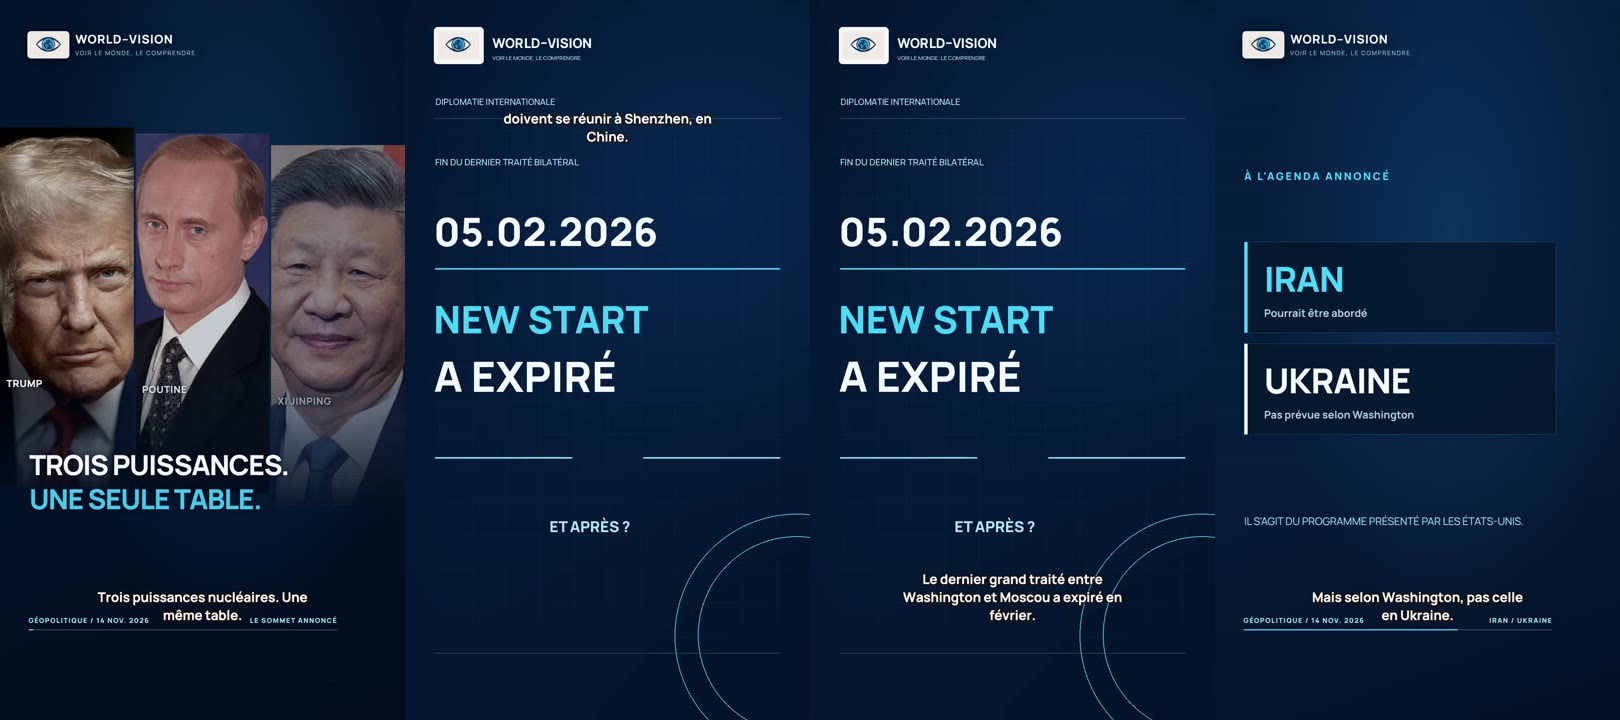 WORLD-VISION
VOIR LE MONDE, LE COMPRENDRE.
TRUMP
POUTINE
XI JINPING
TROIS PUISSANCES.
UNE SEULE TABLE.
Trois puissances nucléaires. Une
même table.
GÉOPOLITIQUE / 14 NOV. 2026
LE SOMMET ANNONCÉ
WORLD-VISION
VOIR LE MONDE, LE COMPRENDRE.
DIPLOMATIE INTERNATIONALE
doivent se réunir à Shenzhen, en
Chine.
FIN DU DERNIER TRAITÉ BILATÉRAL
05.02.2026
NEW START
A EXPIRÉ
ET APRÈS ?
WORLD-VISION
VOIR LE MONDE, LE COMPRENDRE.
DIPLOMATIE INTERNATIONALE
FIN DU DERNIER TRAITÉ BILATÉRAL
05.02.2026
NEW START
A EXPIRÉ
ET APRÈS ?
Le dernier grand traité entre
Washington et Moscou a expiré en
février.
WORLD-VISION
VOIR LE MONDE, LE COMPRENDRE.
À L'AGENDA ANNONCÉ
IRAN
Pourrait être abordé
UKRAINE
Pas prévue selon Washington
IL S'AGIT DU PROGRAMME PRÉSENTÉ PAR LES ÉTATS-UNIS.
Mais selon Washington, pas celle
en Ukraine.
GÉOPOLITIQUE / 14 NOV. 2026
IRAN / UKRAINE